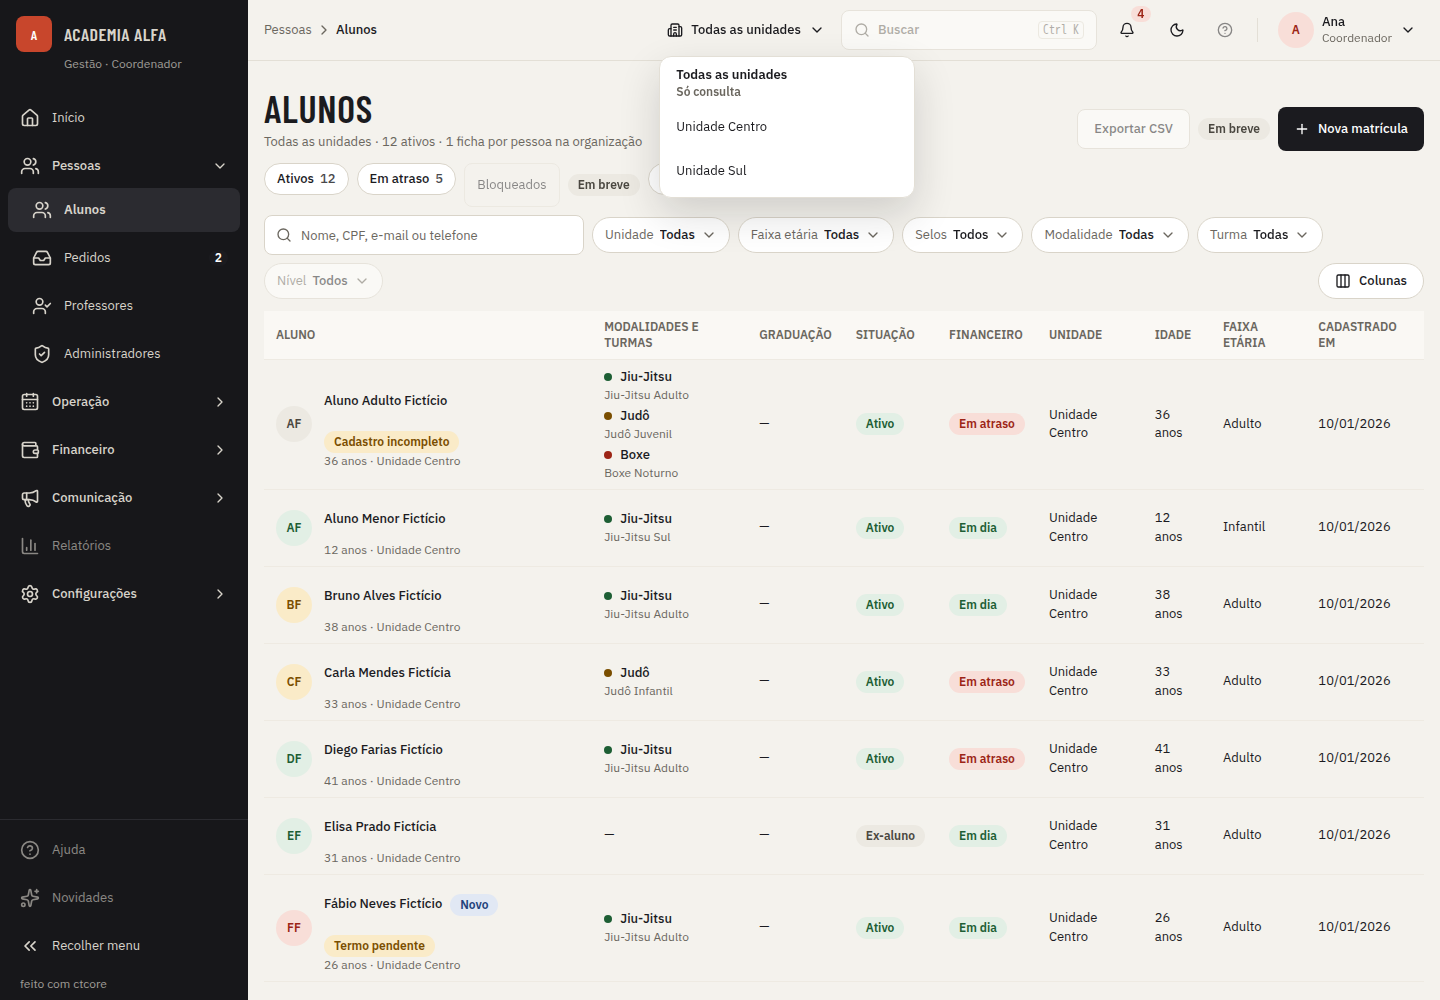 A
ACADEMIA ALFA
Gestão · Coordenador
Início
Pessoas
Alunos
Pedidos 2
Professores
Administradores
Operação
Financeiro
Comunicação
Relatórios
Configurações
Ajuda
Novidades
Recolher menu
feito com ctcore
Pessoas > Alunos
Todas as unidades
Buscar Ctrl K
4
A
Ana
Coordenador
Todas as unidades
Só consulta
Unidade Centro
Unidade Sul
ALUNOS
Todas as unidades · 12 ativos · 1 ficha por pessoa na organização
Exportar CSV Em breve + Nova matrícula
Ativos 12 Em atraso 5 Bloqueados Em breve
Nome, CPF, e-mail ou telefone Unidade Todas Faixa etária Todas Selos Todos Modalidade Todas Turma Todas
Nível Todos Colunas
ALUNO MODALIDADES E TURMAS GRADUAÇÃO SITUAÇÃO FINANCEIRO UNIDADE IDADE FAIXA ETÁRIA CADASTRADO EM
AF
Aluno Adulto Fictício
Cadastro incompleto
36 anos · Unidade Centro
Jiu-Jitsu
Jiu-Jitsu Adulto
Judô
Judô Juvenil
Boxe
Boxe Noturno
— Ativo Em atraso Unidade Centro 36 anos Adulto 10/01/2026
AF
Aluno Menor Fictício
12 anos · Unidade Centro
Jiu-Jitsu
Jiu-Jitsu Sul
— Ativo Em dia Unidade Centro 12 anos Infantil 10/01/2026
BF
Bruno Alves Fictício
38 anos · Unidade Centro
Jiu-Jitsu
Jiu-Jitsu Adulto
— Ativo Em dia Unidade Centro 38 anos Adulto 10/01/2026
CF
Carla Mendes Fictícia
33 anos · Unidade Centro
Judô
Judô Infantil
— Ativo Em atraso Unidade Centro 33 anos Adulto 10/01/2026
DF
Diego Farias Fictício
41 anos · Unidade Centro
Jiu-Jitsu
Jiu-Jitsu Adulto
— Ativo Em atraso Unidade Centro 41 anos Adulto 10/01/2026
EF
Elisa Prado Fictícia
31 anos · Unidade Centro
—
— Ex-aluno Em dia Unidade Centro 31 anos Adulto 10/01/2026
FF
Fábio Neves Fictício Novo
Termo pendente
26 anos · Unidade Centro
Jiu-Jitsu
Jiu-Jitsu Adulto
— Ativo Em dia Unidade Centro 26 anos Adulto 10/01/2026